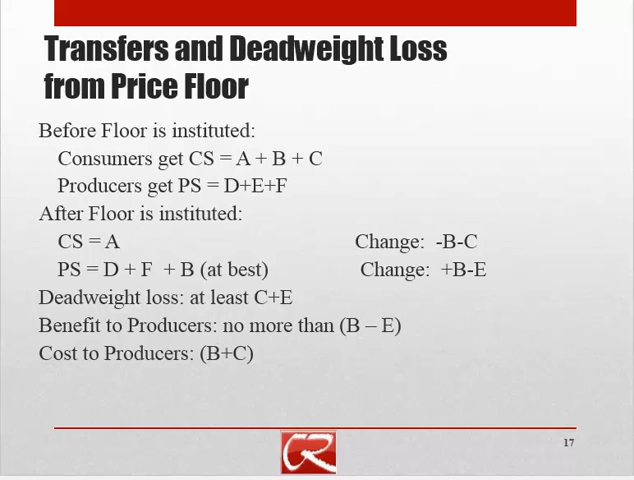 Transfers and Deadweight Loss
from Price Floor
Before Floor is instituted:
Consumers get CS = A + B + C
Producers get PS = D+E+F
After Floor is instituted:
CS = A Change: -B-C
PS = D + F + B (at best) Change: +B-E
Deadweight loss: at least C+E
Benefit to Producers: no more than (B – E)
Cost to Producers: (B+C)
17
CR